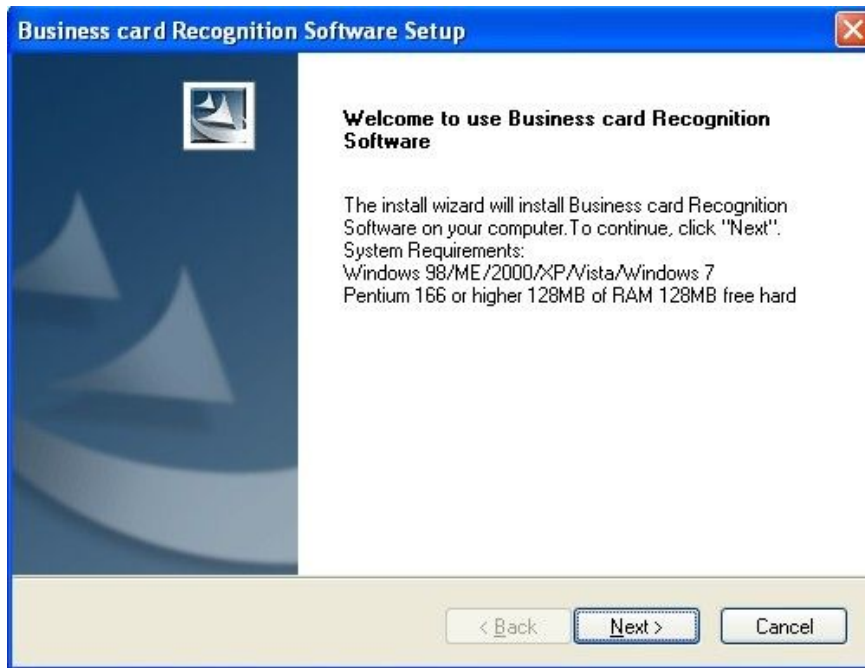 Business card Recognition Software Setup
Welcome to use Business card Recognition
Software
The install wizard will install Business card Recognition
Software on your computer.To continue, click "Next".
System Requirements:
Windows 98/ME/2000/XP/Vista/Windows 7
Pentium 166 or higher 128MB of RAM 128MB free hard
< Back
Next >
Cancel